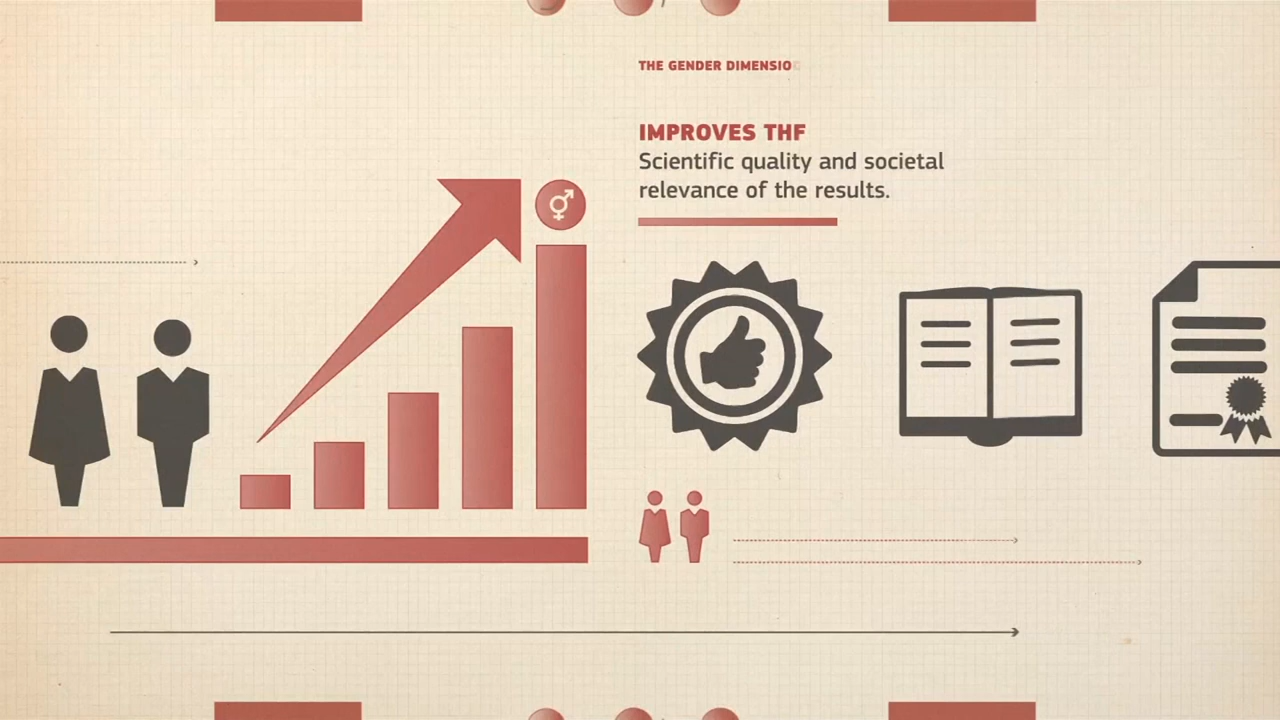 THE GENDER DIMENSIO
IMPROVES THF
Scientific quality and societal
relevance of the results.